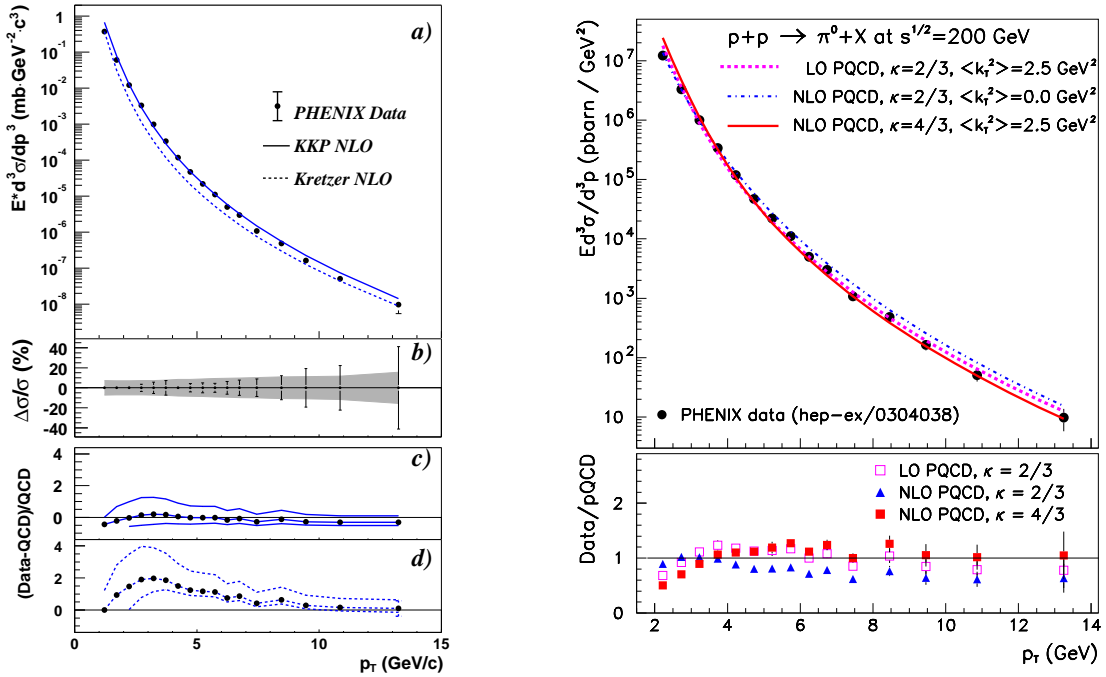 a)
1
10⁻¹
10⁻²
10⁻³
10⁻⁴
10⁻⁵
10⁻⁶
10⁻⁷
10⁻⁸
E*d³σ/dp³ (mb·GeV⁻²·c³)
PHENIX Data
KKP NLO
Kretzer NLO
b)
40
20
0
-20
-40
Δσ/σ (%)
c)
4
2
0
d)
4
2
0
(Data-QCD)/QCD
0 5 10 15
p_T (GeV/c)
p+p → π⁰+X at s^{1/2}=200 GeV
LO PQCD, κ=2/3, <k_T²>=2.5 GeV²
NLO PQCD, κ=2/3, <k_T²>=0.0 GeV²
NLO PQCD, κ=4/3, <k_T²>=2.5 GeV²
10⁷
10⁶
10⁵
10⁴
10³
10²
10
Ed³σ/d³p (pbarn / GeV²)
PHENIX data (hep-ex/0304038)
LO PQCD, κ = 2/3
NLO PQCD, κ = 2/3
NLO PQCD, κ = 4/3
2
1
0
Data/pQCD
2 4 6 8 10 12 14
p_T (GeV)